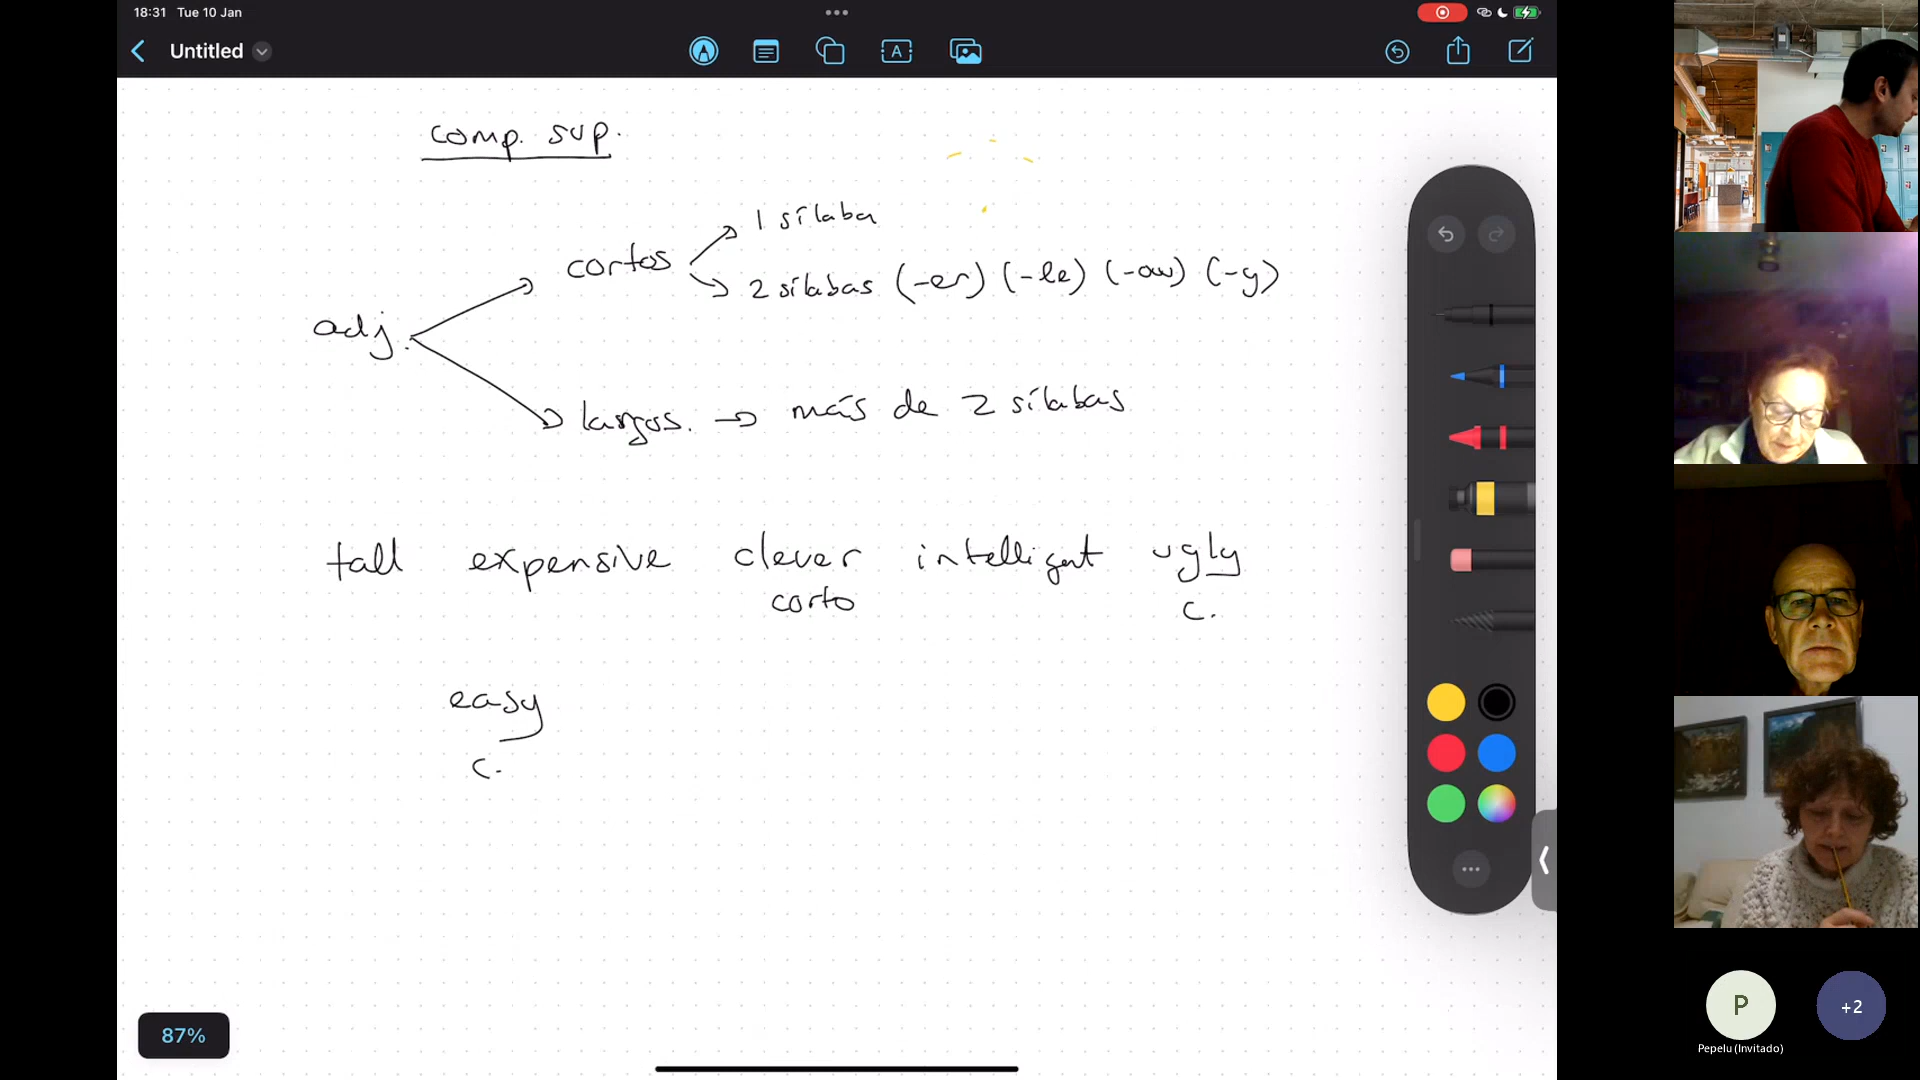 18:31 Tue 10 Jan
Untitled
A
comp. sup.
1 sílaba
cortos
2 sílabas (-er) (-le) (-ow) (-y)
adj.
largos. → más de 2 sílabas
tall expensive clever intelligent ugly
corto c.
easy
c.
87%
P
+2
Pepelu (Invitado)